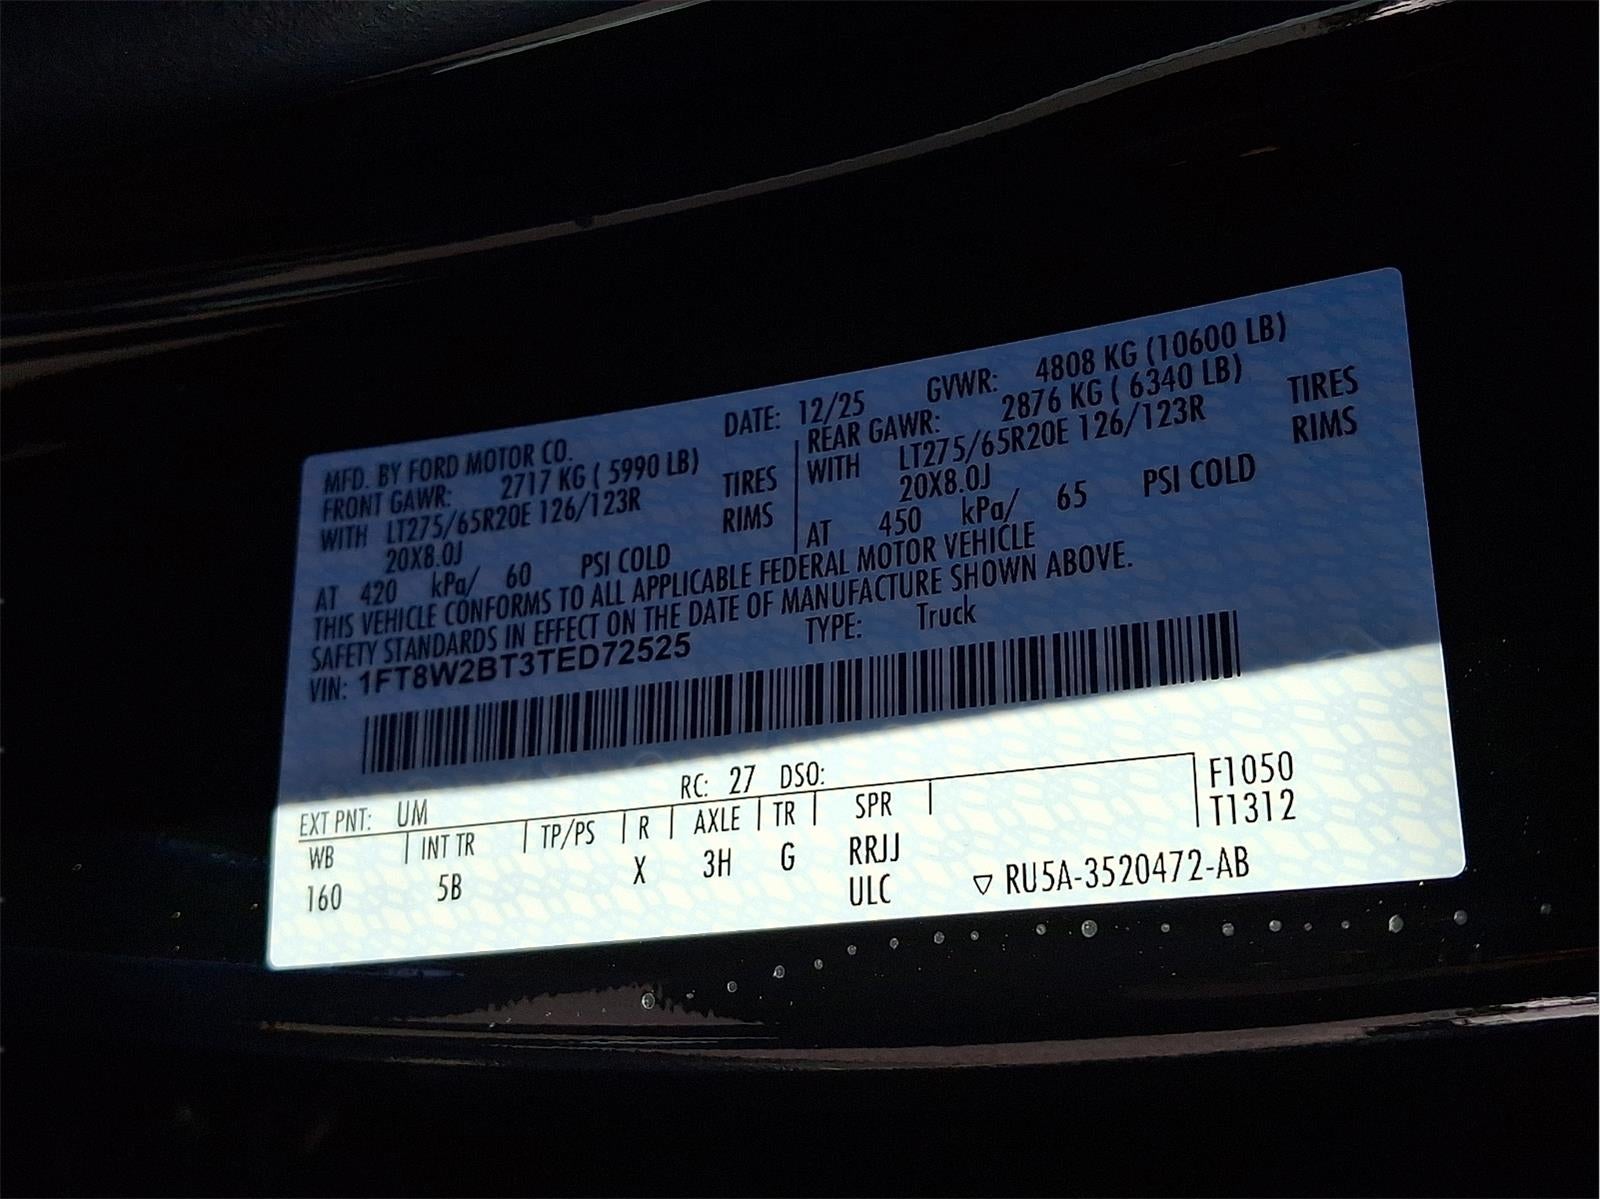 MFD. BY FORD MOTOR CO.
DATE: 12/25 GVWR: 4808 KG (10600 LB)
FRONT GAWR: 2717 KG ( 5990 LB)
WITH LT275/65R20E 126/123R TIRES
20X8.0J RIMS
AT 420 kPa/ 60 PSI COLD
REAR GAWR: 2876 KG ( 6340 LB)
WITH LT275/65R20E 126/123R TIRES
20X8.0J RIMS
AT 450 kPa/ 65 PSI COLD
THIS VEHICLE CONFORMS TO ALL APPLICABLE FEDERAL MOTOR VEHICLE
SAFETY STANDARDS IN EFFECT ON THE DATE OF MANUFACTURE SHOWN ABOVE.
VIN: 1FT8W2BT3TED72525 TYPE: Truck
EXT PNT: UM RC: 27 DSO:
WB INT TR TP/PS R AXLE TR SPR
160 5B X 3H G RRJJ
ULC
F1050
T1312
▽ RU5A-3520472-AB